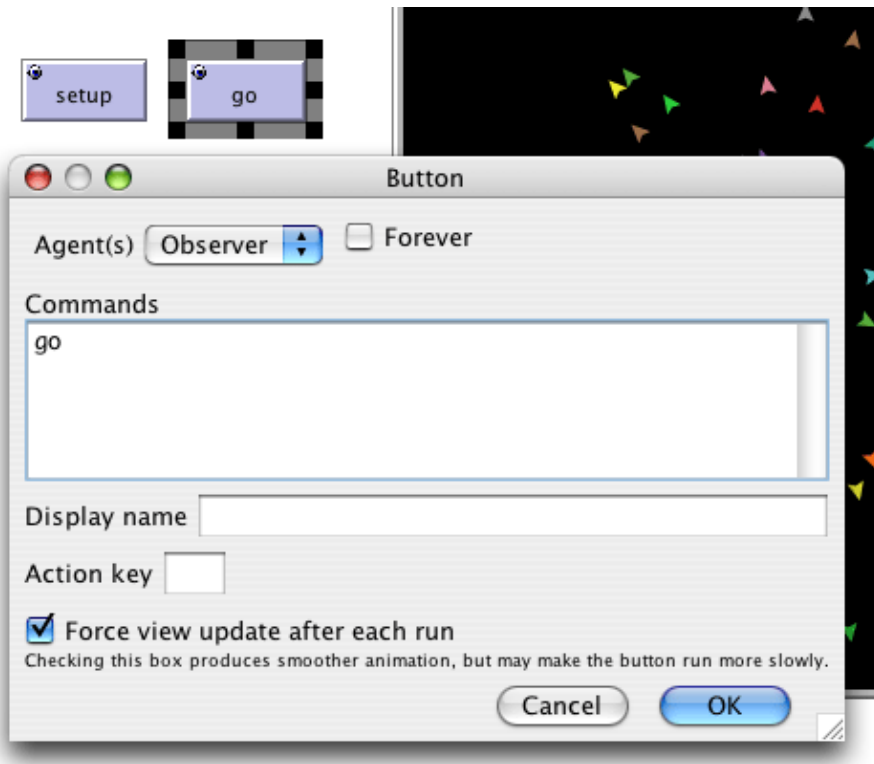 setup
go
Button
Agent(s) Observer Forever
Commands
go
Display name
Action key
Force view update after each run
Checking this box produces smoother animation, but may make the button run more slowly.
Cancel OK